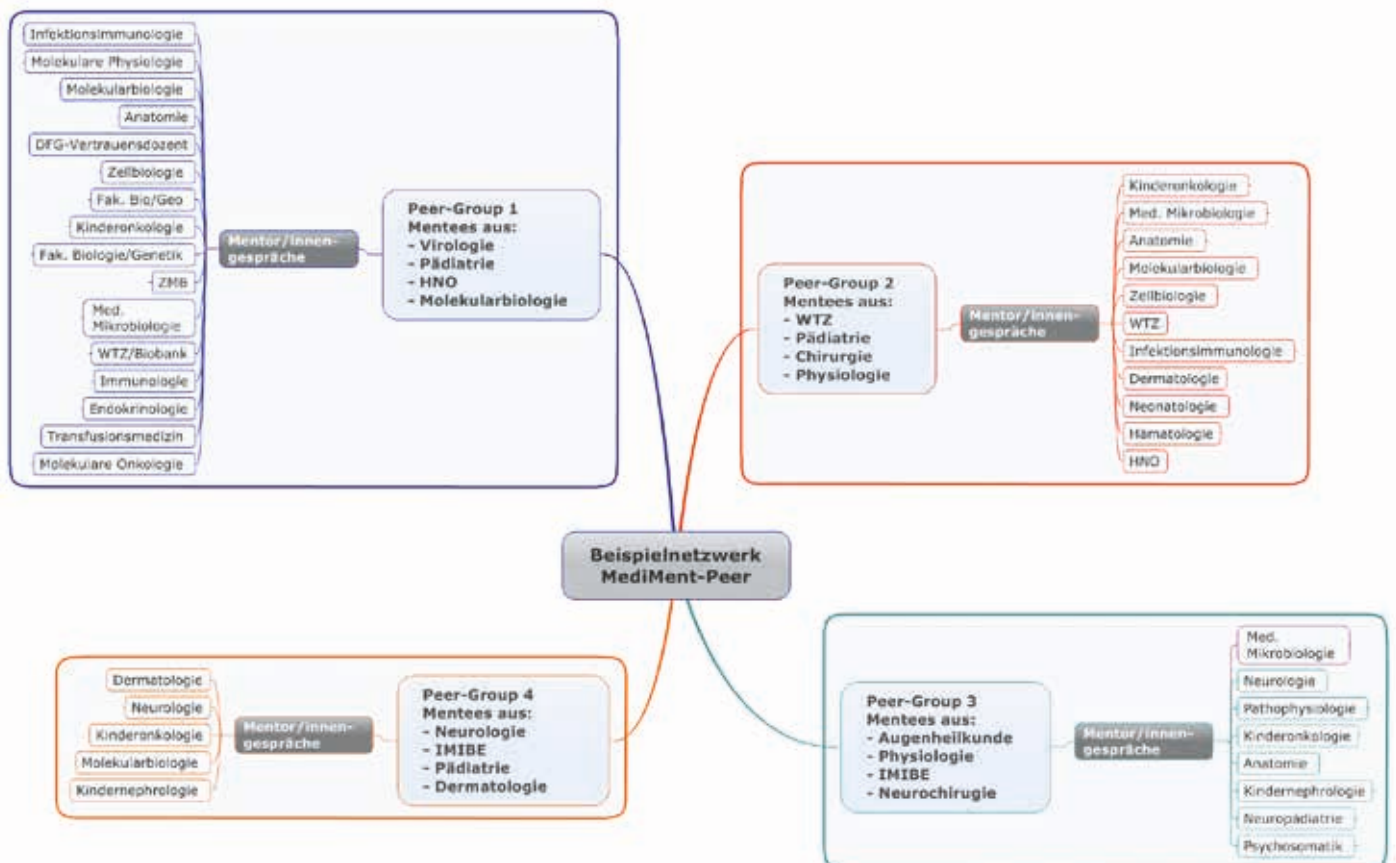 Infektionsimmunologie
Molekulare Physiologie
Molekularbiologie
Anatomie
DFG-Vertrauensdozent
Zellbiologie
Fak. Bio/Geo
Kinderonkologie
Fak. Biologie/Genetik
ZMB
Med.
Mikrobiologie
WTZ/Biobank
Immunologie
Endokrinologie
Transfusionsmedizin
Molekulare Onkologie
Mentor/innen-
gespräche
Peer-Group 1
Mentees aus:
- Virologie
- Pädiatrie
- HNO
- Molekularbiologie
Peer-Group 2
Mentees aus:
- WTZ
- Pädiatrie
- Chirurgie
- Physiologie
Mentor/innen-
gespräche
Kinderonkologie
Med. Mikrobiologie
Anatomie
Molekularbiologie
Zellbiologie
WTZ
Infektionsimmunologie
Dermatologie
Neonatologie
Hämatologie
HNO
Beispielnetzwerk
MediMent-Peer
Dermatologie
Neurologie
Kinderonkologie
Molekularbiologie
Kindernephrologie
Mentor/innen-
gespräche
Peer-Group 4
Mentees aus:
- Neurologie
- IMIBE
- Pädiatrie
- Dermatologie
Peer-Group 3
Mentees aus:
- Augenheilkunde
- Physiologie
- IMIBE
- Neurochirugie
Mentor/innen-
gespräche
Med.
Mikrobiologie
Neurologie
Pathophysiologie
Kinderonkologie
Anatomie
Kindernephrologie
Neuropädiatrie
Psychosomatik